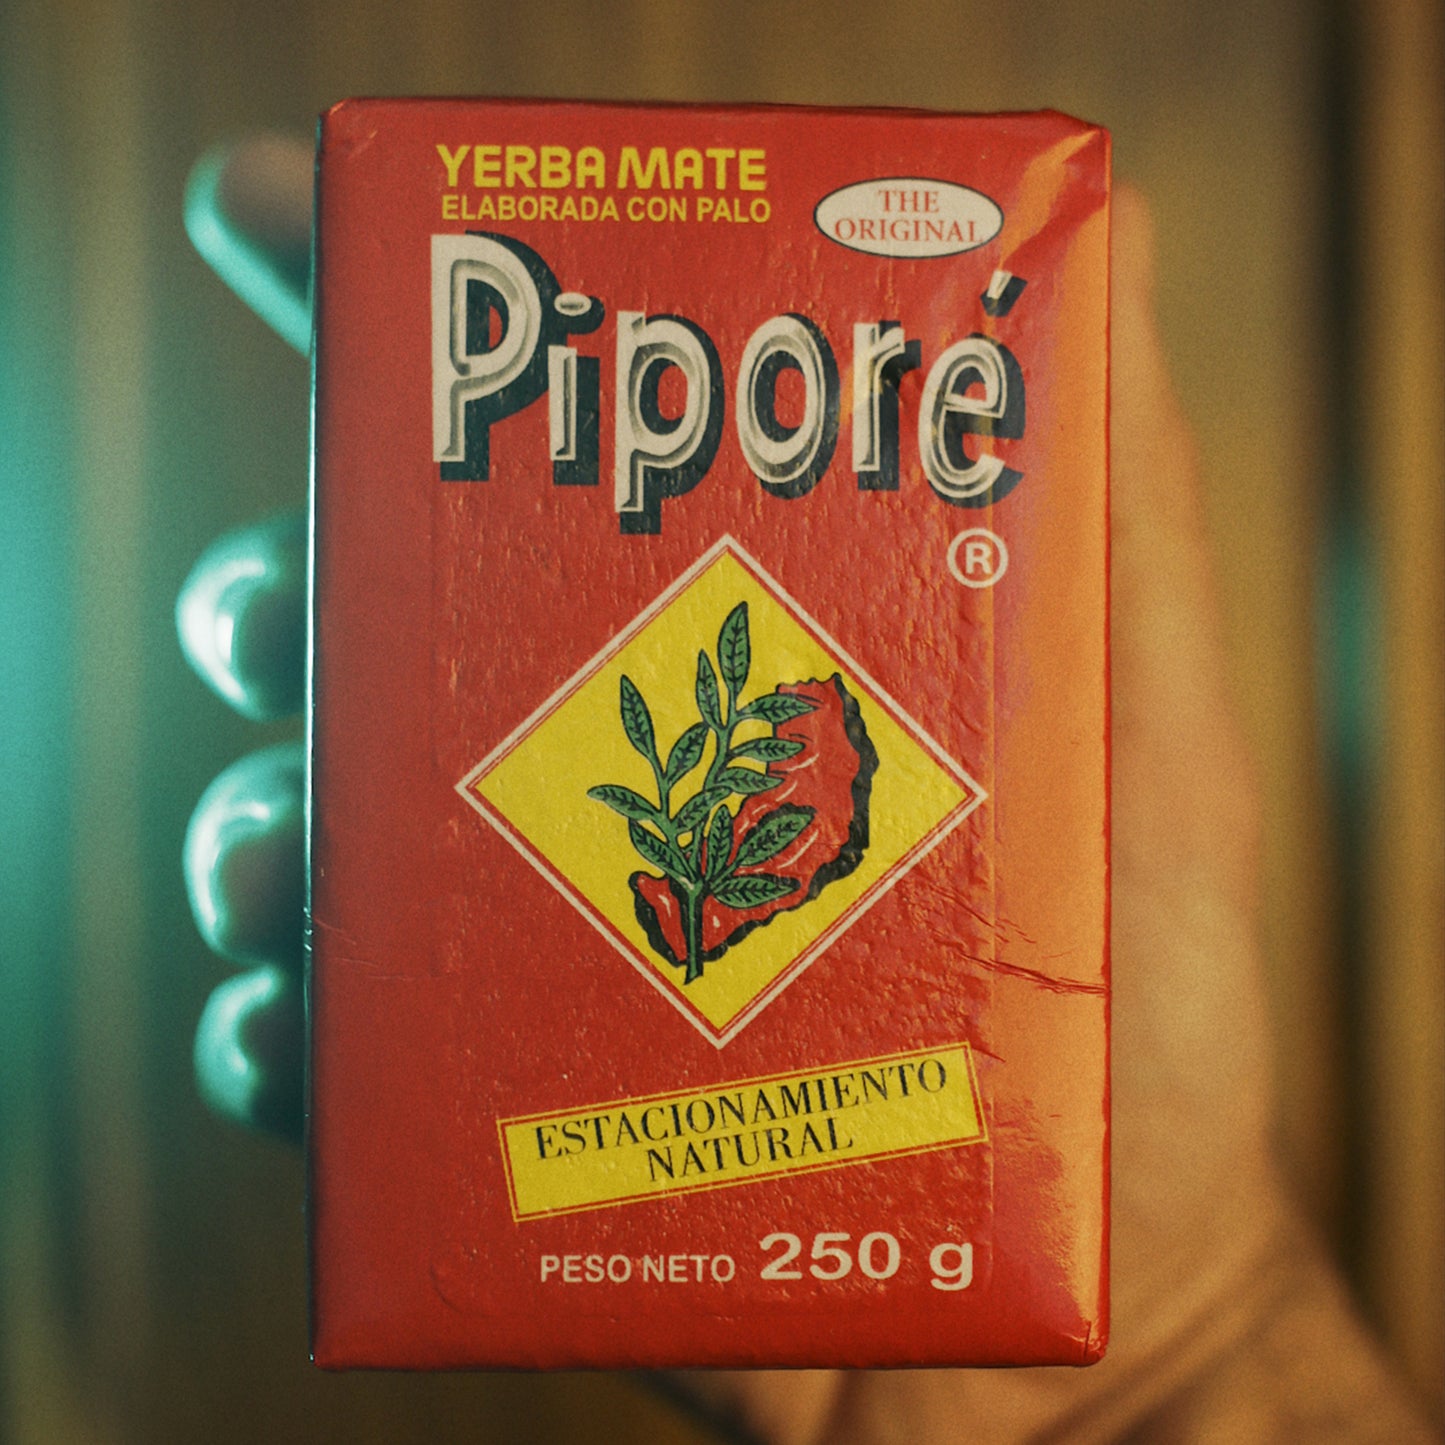 YERBA MATE
ELABORADA CON PALO
THE
ORIGINAL
Piporé
®
ESTACIONAMIENTO
NATURAL
PESO NETO 250 g